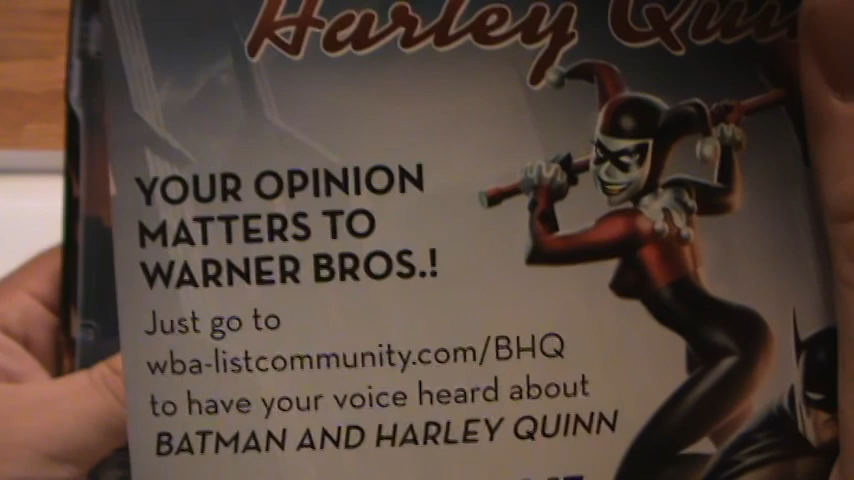 Harley Quin
YOUR OPINION
MATTERS TO
WARNER BROS.!
Just go to
wba-listcommunity.com/BHQ
to have your voice heard about
BATMAN AND HARLEY QUINN